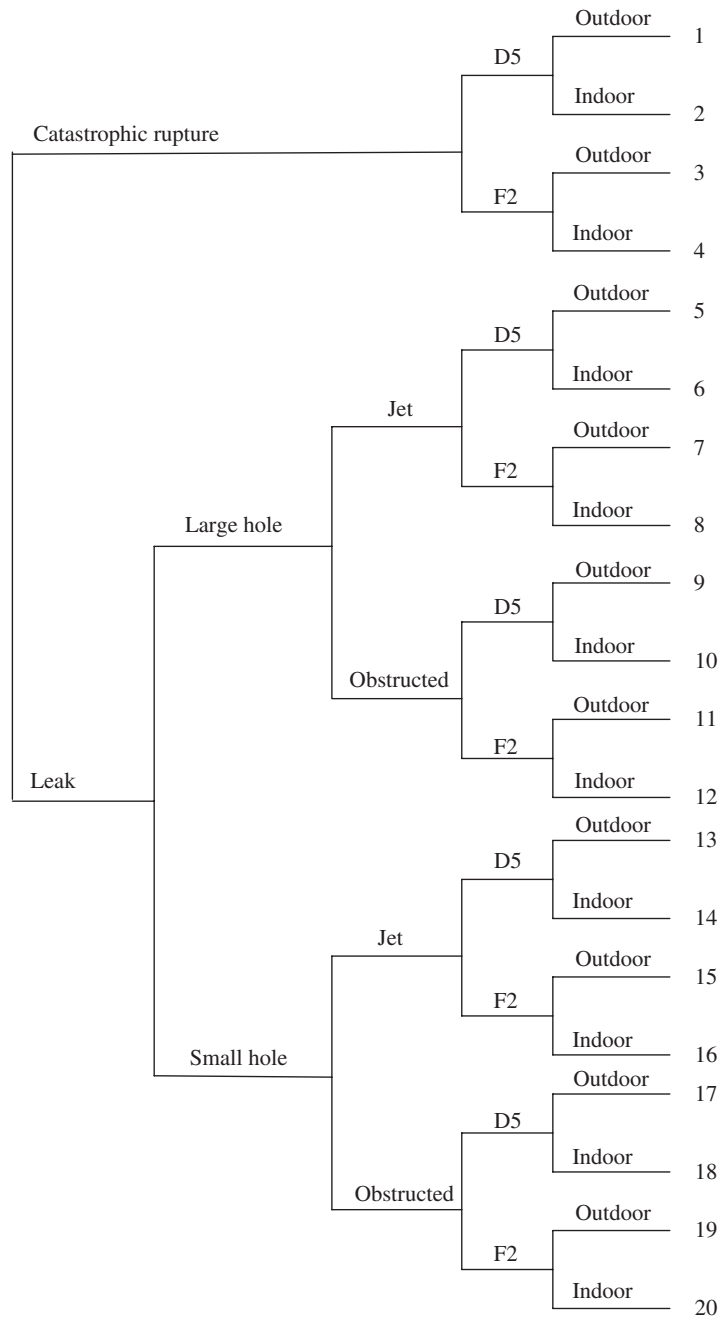 Outdoor
1
D5
Indoor
2
Catastrophic rupture
Outdoor
3
F2
Indoor
4
Outdoor
5
D5
Indoor
6
Jet
Outdoor
7
F2
Indoor
8
Large hole
Outdoor
9
D5
Indoor
10
Obstructed
Outdoor
11
F2
Indoor
12
Leak
Outdoor
13
D5
Indoor
14
Jet
Outdoor
15
F2
Indoor
16
Small hole
Outdoor
17
D5
Indoor
18
Obstructed
Outdoor
19
F2
Indoor
20